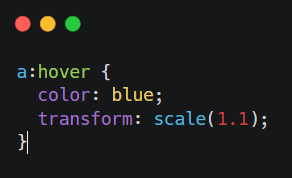 a:hover {
  color: blue;
  transform: scale(1.1);
}